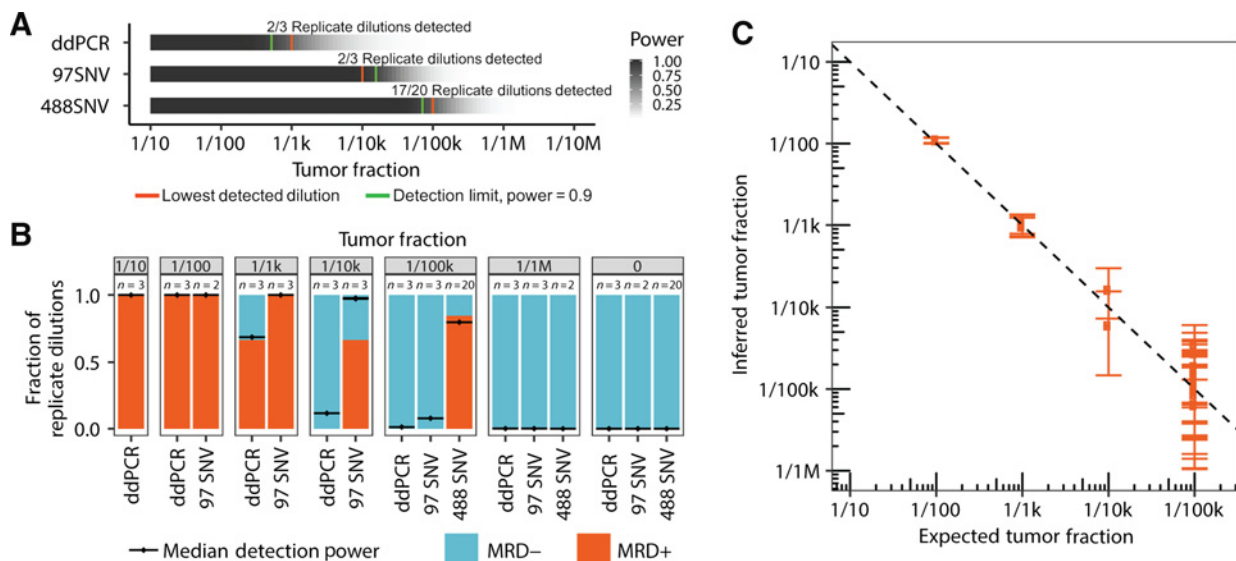 A
2/3 Replicate dilutions detected
ddPCR
2/3 Replicate dilutions detected
97SNV
17/20 Replicate dilutions detected
488SNV
1/10 1/100 1/1k 1/10k 1/100k 1/1M 1/10M
Tumor fraction
Lowest detected dilution Detection limit, power = 0.9
Power
1.00
0.75
0.50
0.25
B
Tumor fraction
1/10 1/100 1/1k 1/10k 1/100k 1/1M 0
n = 3 n = 3 n = 2 n = 3 n = 3 n = 3 n = 3 n = 3 n = 3 n = 20 n = 3 n = 3 n = 2 n = 3 n = 2 n = 20
Fraction of
replicate dilutions
1.0
0.5
0.0
ddPCR ddPCR 97 SNV ddPCR 97 SNV ddPCR 97 SNV ddPCR 97 SNV 488 SNV ddPCR 97 SNV 488 SNV ddPCR 97 SNV 488 SNV
Median detection power MRD− MRD+
C
Inferred tumor fraction
1/10
1/100
1/1k
1/10k
1/100k
1/1M
1/10 1/100 1/1k 1/10k 1/100k
Expected tumor fraction